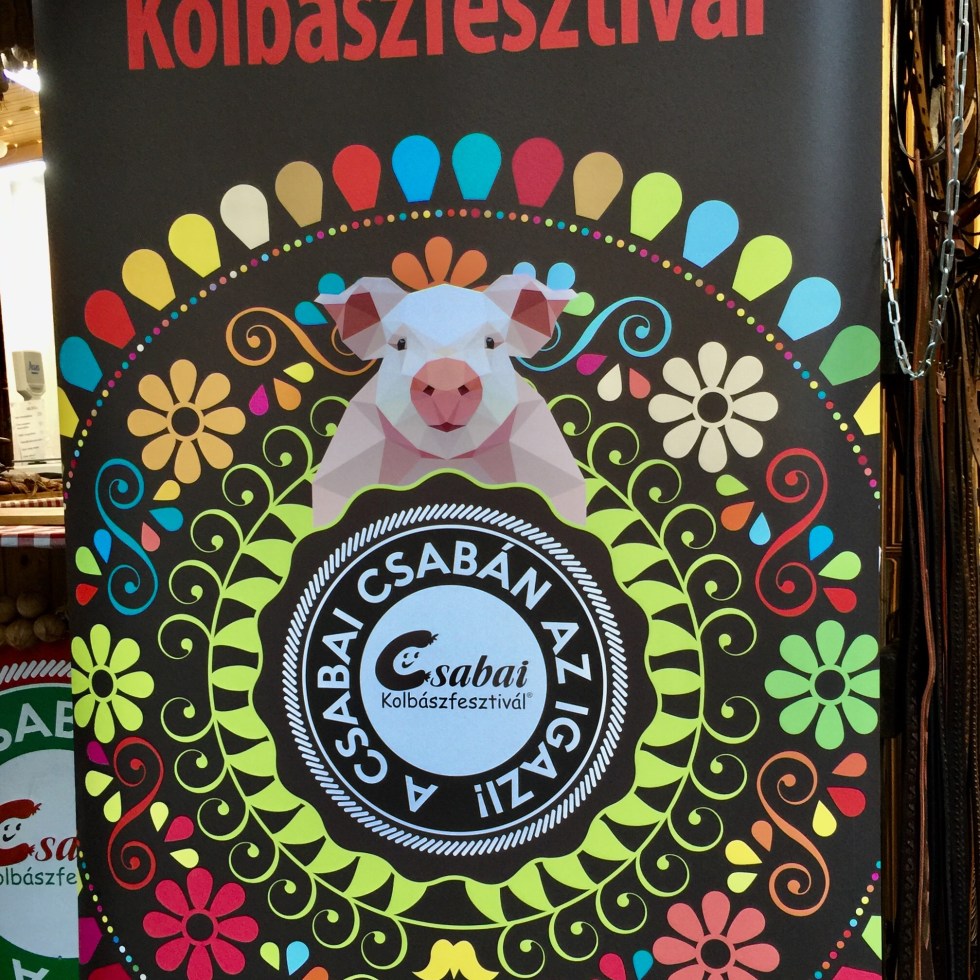 Kolbászfesztivál
A CSABAI CSABÁN AZ IGAZI!
Csabai
Kolbászfesztivál®